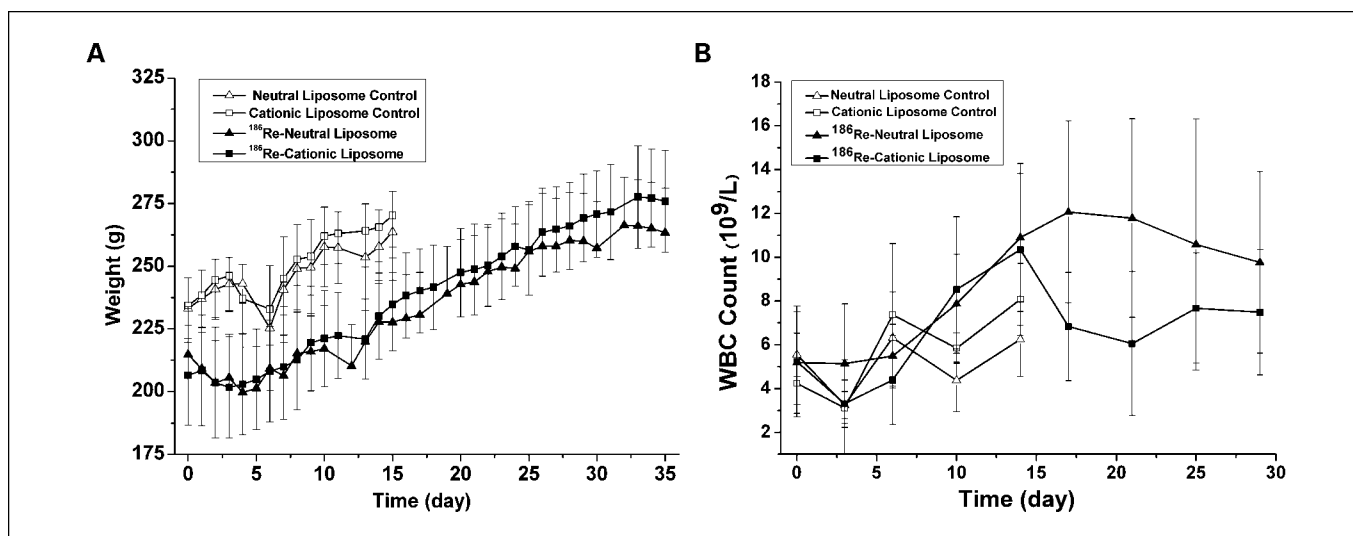 A
325
300
275
250
225
200
175
Weight (g)
Neutral Liposome Control
Cationic Liposome Control
186Re-Neutral Liposome
186Re-Cationic Liposome
0 5 10 15 20 25 30 35
Time (day)
B
18
16
14
12
10
8
6
4
2
WBC Count (10^9/L)
Neutral Liposome Control
Cationic Liposome Control
186Re-Neutral Liposome
186Re-Cationic Liposome
0 5 10 15 20 25 30
Time (day)